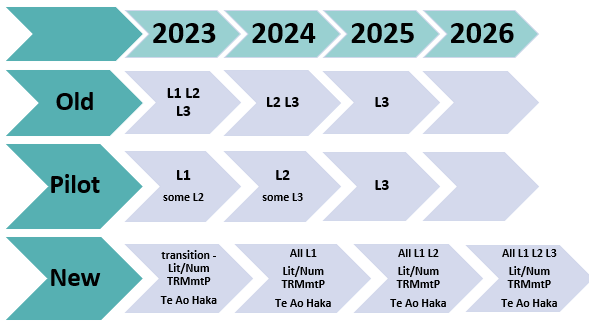 2023 2024 2025 2026
Old
L1 L2
L3
L2 L3
L3
Pilot
L1
some L2
L2
some L3
L3
New
transition -
Lit/Num
TRMmtP
Te Ao Haka
All L1
Lit/Num
TRMmtP
Te Ao Haka
All L1 L2
Lit/Num
TRMmtP
Te Ao Haka
All L1 L2 L3
Lit/Num
TRMmtP
Te Ao Haka